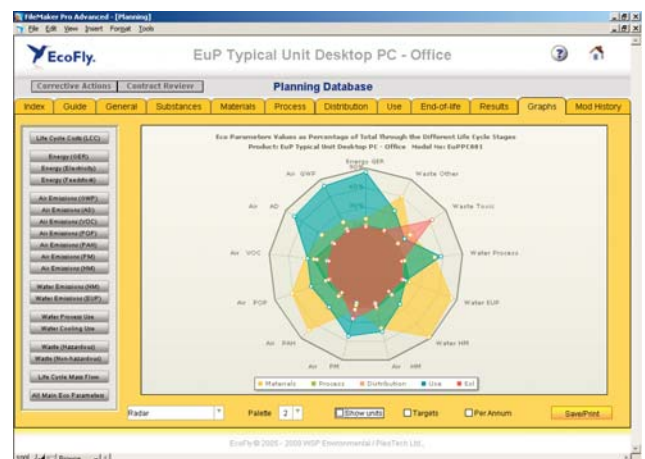 FileMaker Pro Advanced - [Planning]
File Edit View Insert Format Tools
EcoFly.
EuP Typical Unit Desktop PC - Office
Corrective Actions Contract Review
Planning Database
Index Guide General Substances Materials Process Distribution Use End-of-life Results Graphs Mod History
Life Cycle Costs (LCC)
Energy (GER)
Energy (Electricity)
Energy (Feedstock)
Air Emissions (GWP)
Air Emissions (AD)
Air Emissions (VOC)
Air Emissions (POP)
Air Emissions (PAH)
Air Emissions (PM)
Air Emissions (HM)
Water Emissions (HM)
Water Emissions (EUP)
Water Process Use
Water Cooling Use
Waste (Hazardous)
Waste (Non-hazardous)
Life Cycle Mass Flow
All Main Eco Parameters
Eco Parameters Values as Percentage of Total Through the Different Life Cycle Stages
Product: EuP Typical Unit Desktop PC - Office Model No: EuPPC001
Energy GER
Air GWP
Waste Other
Air AD
Waste Toxic
Air VOC
Water Process
Air POP
Water EUP
Air PAH
Water HM
Air PM
Air HM
Materials Process Distribution Use EoL
Radar
Palette 2
Show units
Targets
Per Annum
Save/Print
EcoFly © 2005 - 2009 WSP Environmental / PlexTech Ltd.
100 Browse